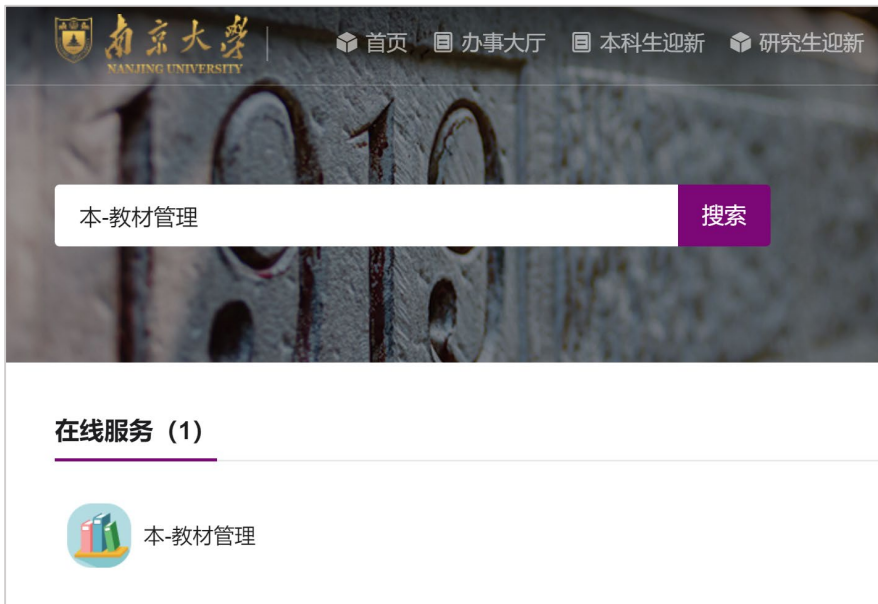 南京大學
NANJING UNIVERSITY
首页 办事大厅 本科生迎新 研究生迎新
本-教材管理 搜索
在线服务（1）
本-教材管理